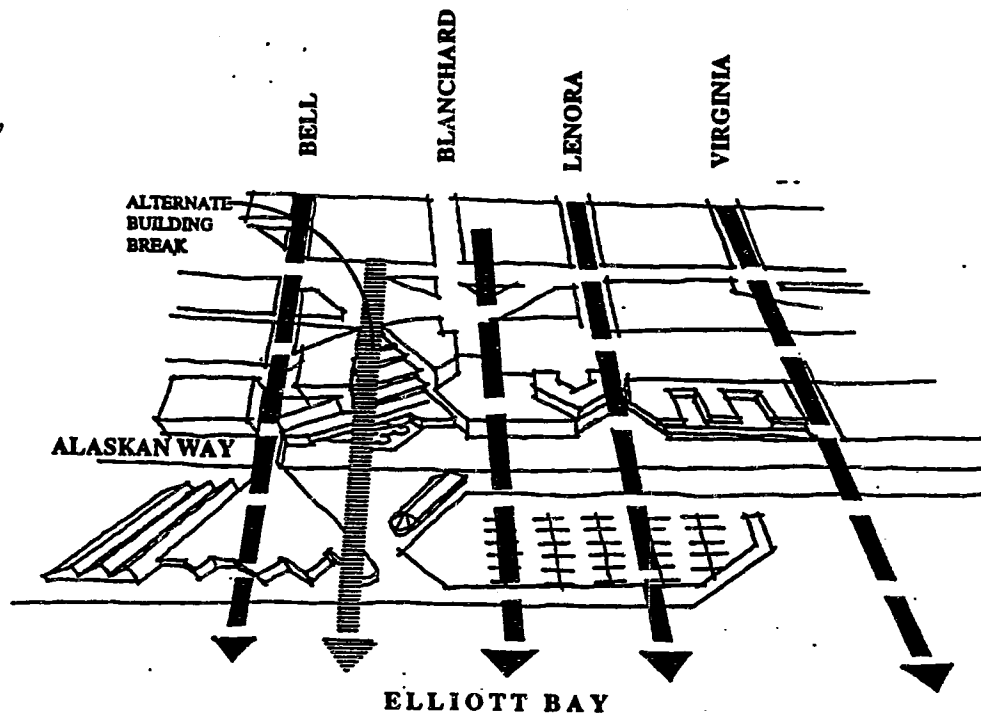 BELL
BLANCHARD
LENORA
VIRGINIA
ALTERNATE
BUILDING
BREAK
ALASKAN WAY
ELLIOTT BAY